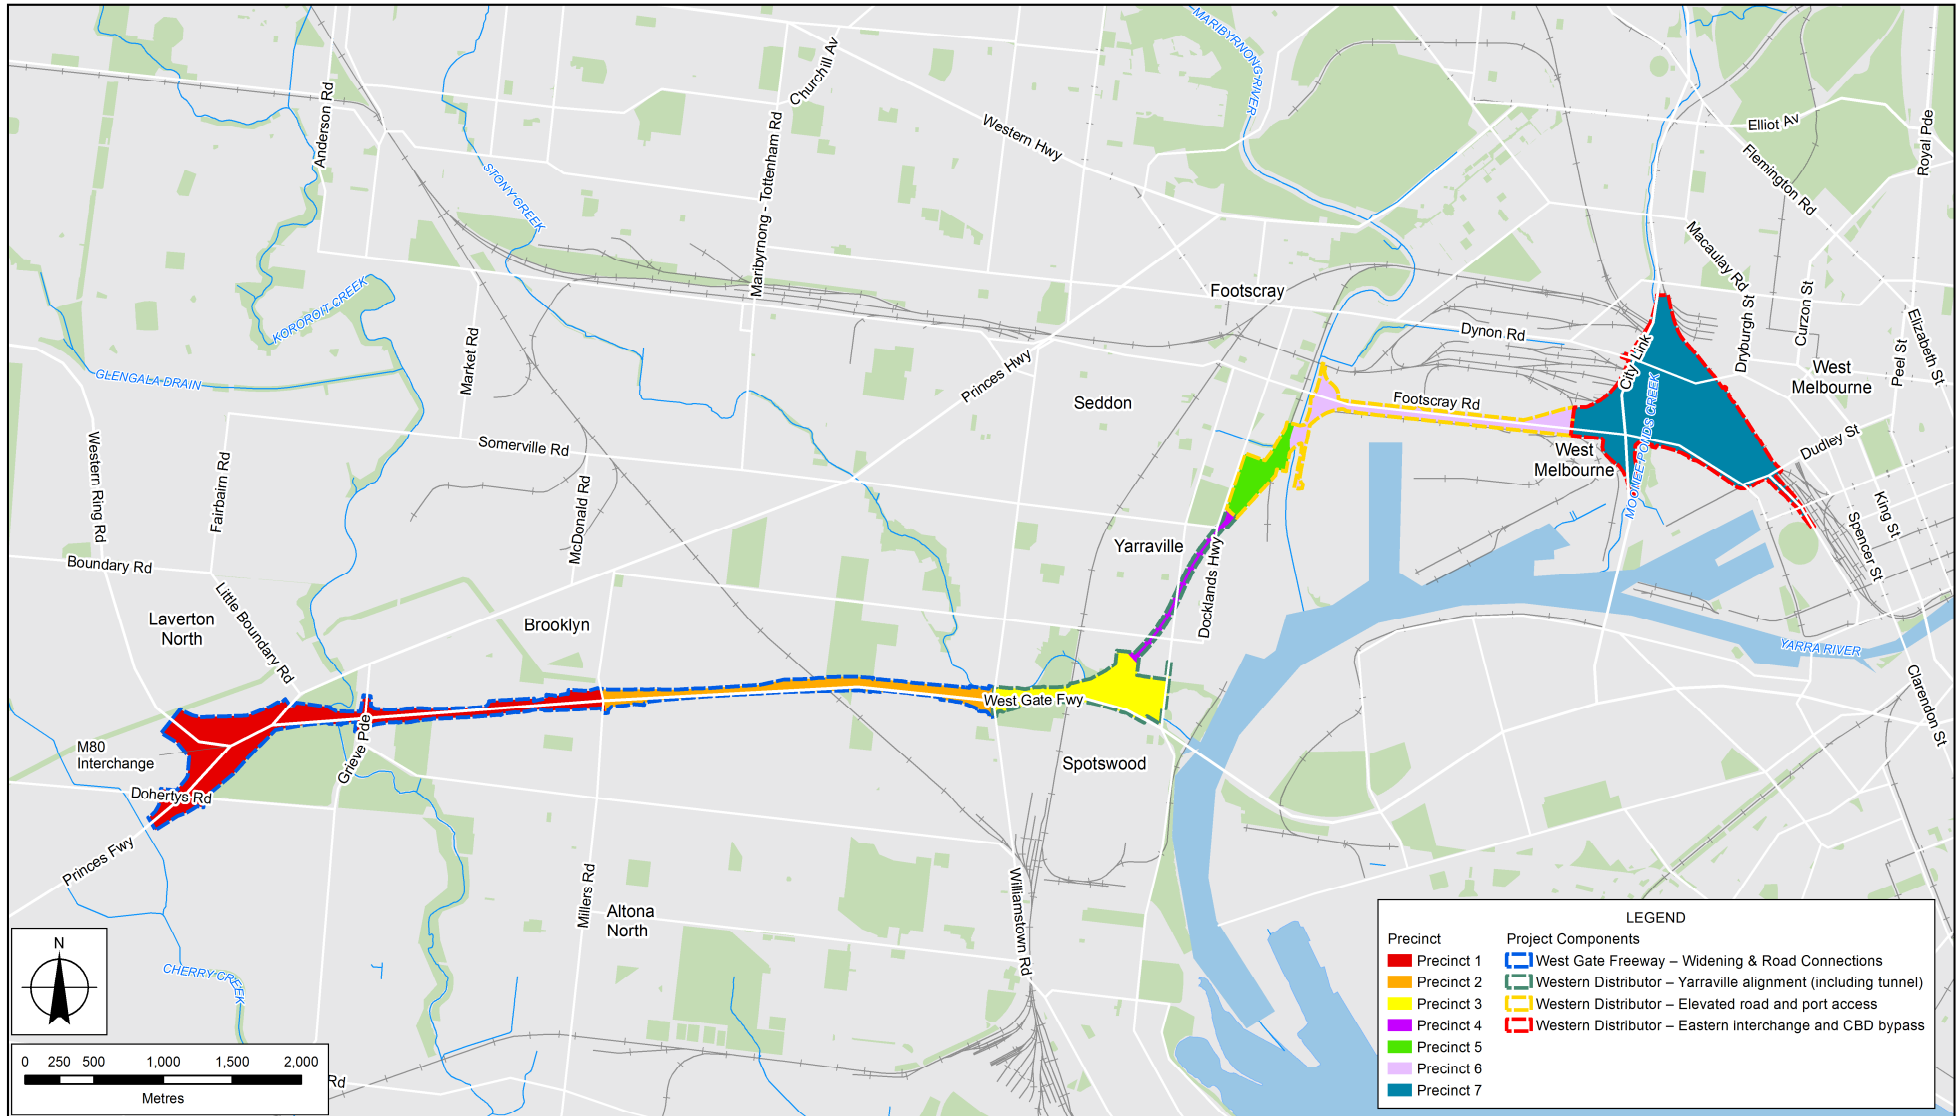 MARIBYRNONG RIVER
Churchill Av
Anderson Rd
Maribyrnong - Tottenham Rd
Western Hwy
Elliot Av
Royal Pde
Flemington Rd
STONY CREEK
Macaulay Rd
KOROROIT CREEK
Footscray
Dynon Rd
Dryburgh St
Curzon St
Elizabeth St
Market Rd
Princes Hwy
City Link
Peel St
West
Melbourne
GLENGALA DRAIN
Seddon
Footscray Rd
MOONEE PONDS CREEK
Western Ring Rd
Fairbairn Rd
Somerville Rd
McDonald Rd
West
Melbourne
Dudley St
King St
Spencer St
Boundary Rd
Yarraville
Docklands Hwy
Little Boundary Rd
Laverton
North
Brooklyn
YARRA RIVER
West Gate Fwy
Clarendon St
M80
Interchange
Grieve Pde
Spotswood
Dohertys Rd
Princes Fwy
Millers Rd
Altona
North
Williamstown Rd
CHERRY CREEK
N
0 250 500 1,000 1,500 2,000
Metres
Rd
LEGEND
Precinct
Precinct 1
Precinct 2
Precinct 3
Precinct 4
Precinct 5
Precinct 6
Precinct 7
Project Components
West Gate Freeway – Widening & Road Connections
Western Distributor – Yarraville alignment (including tunnel)
Western Distributor – Elevated road and port access
Western Distributor – Eastern interchange and CBD bypass